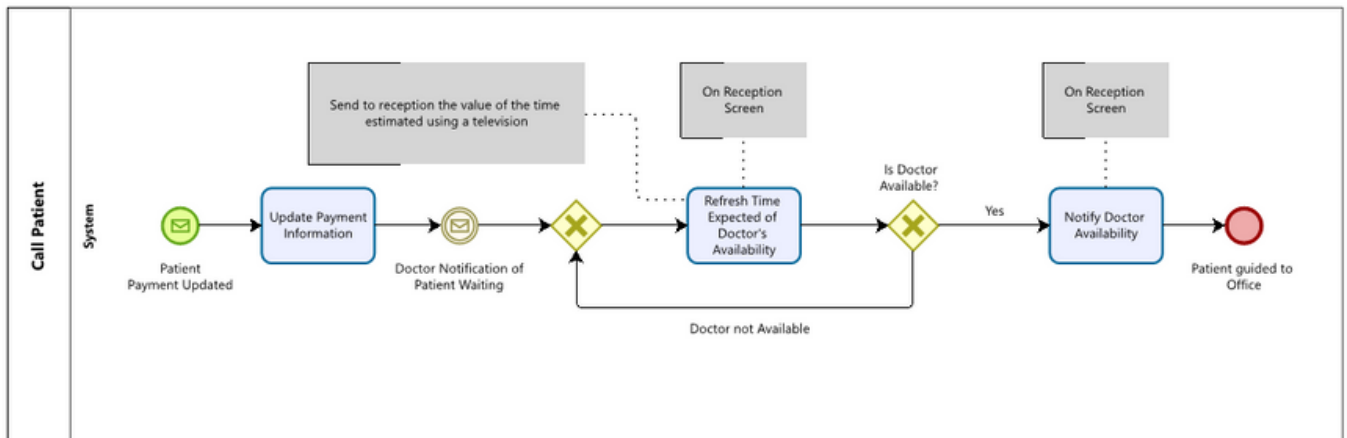 Call Patient
System
Send to reception the value of the time
estimated using a television
On Reception
Screen
On Reception
Screen
Is Doctor
Available?
Update Payment
Information
Refresh Time
Expected of
Doctor's
Availability
Yes
Notify Doctor
Availability
Patient
Payment Updated
Doctor Notification of
Patient Waiting
Patient guided to
Office
Doctor not Available